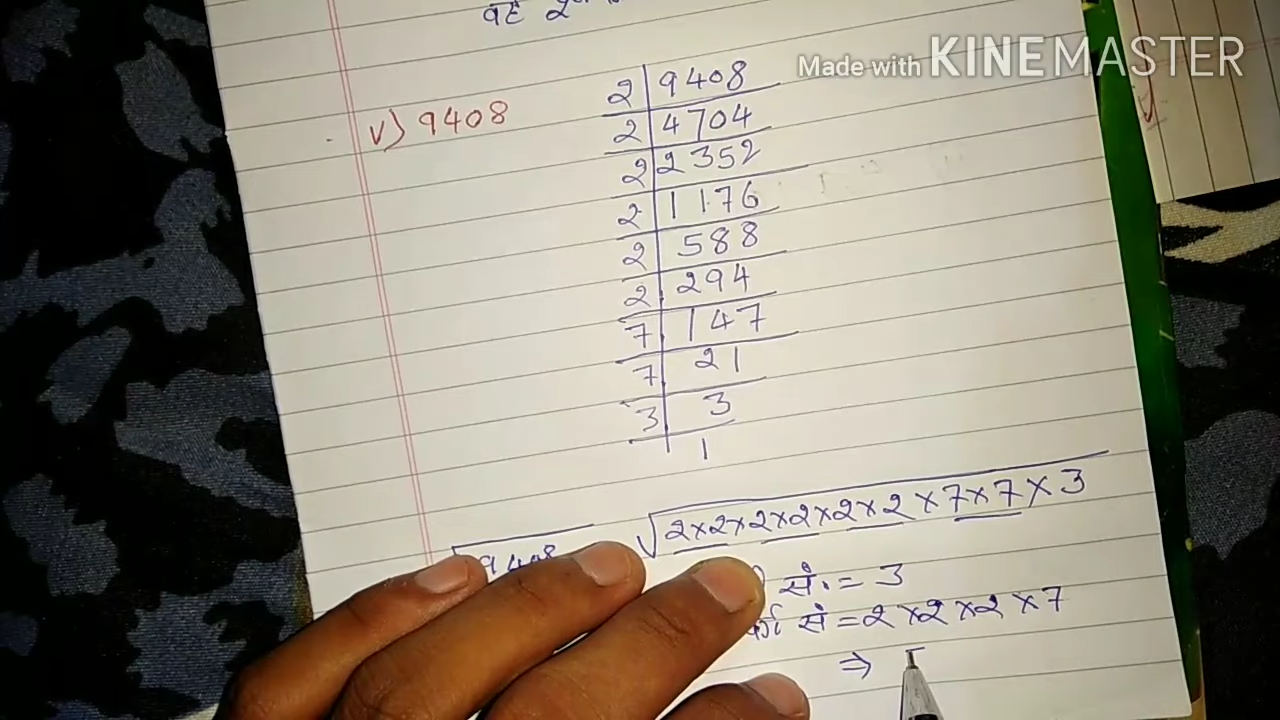 Made with KINEMASTER
v) 9408
2 | 9408
2 | 4704
2 | 2352
2 | 1176
2 | 588
2 | 294
7 | 147
7 | 21
3 | 3
1
√9408 √2×2×2×2×2×2×7×7×3
सं. = 3
सं = 2×2×2×7
⇒